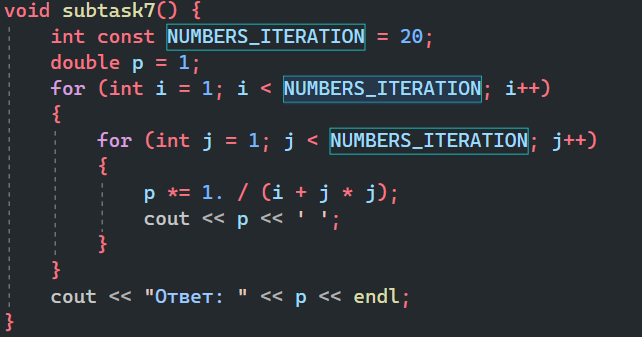 void subtask7() {
int const NUMBERS_ITERATION = 20;
double p = 1;
for (int i = 1; i < NUMBERS_ITERATION; i++)
{
for (int j = 1; j < NUMBERS_ITERATION; j++)
{
p *= 1. / (i + j * j);
cout << p << ' ';
}
}
cout << "Ответ: " << p << endl;
}